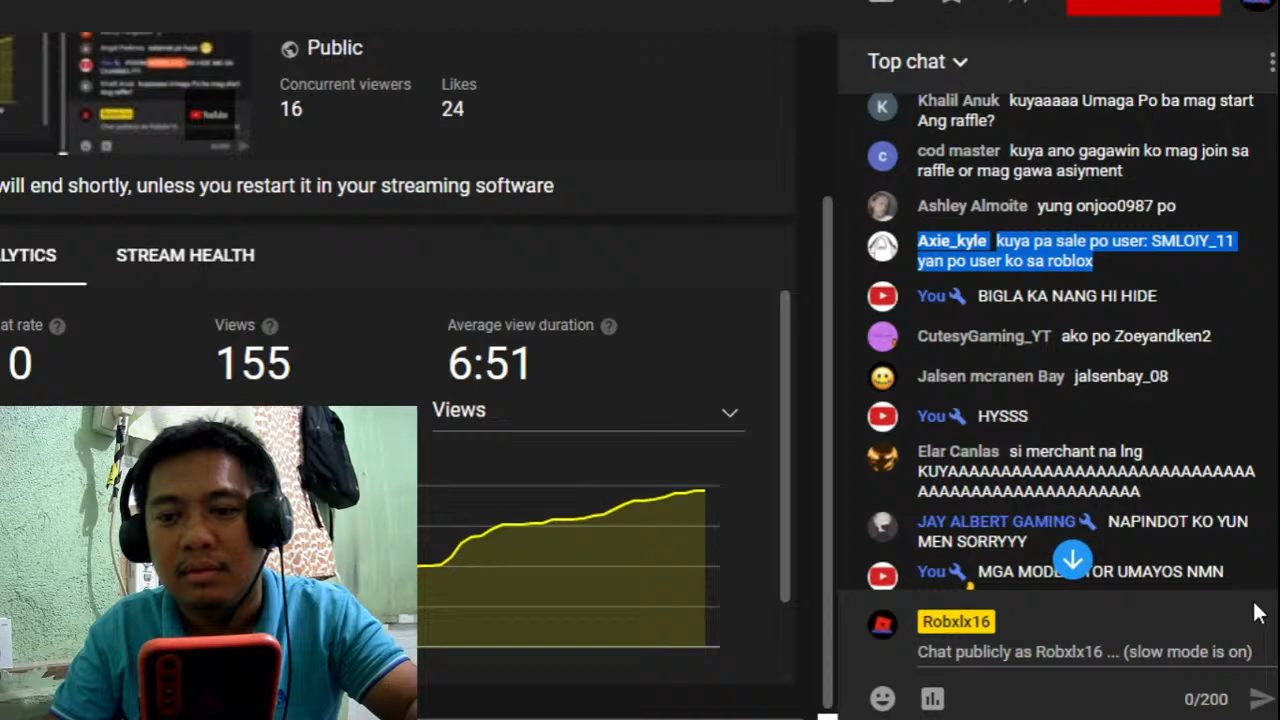 Public
Concurrent viewers
Likes
16
24
YouTube
will end shortly, unless you restart it in your streaming software
LYTICS
STREAM HEALTH
at rate
Views
Average view duration
0
155
6:51
Views
Top chat
Khalil Anuk kuyaaaaa Umaga Po ba mag start
Ang raffle?
cod master kuya ano gagawin ko mag join sa
raffle or mag gawa asiyment
Ashley Almoite yung onjoo0987 po
Axie_kyle kuya pa sale po user: SMLOIY_11
yan po user ko sa roblox
You BIGLA KA NANG HI HIDE
CutesyGaming_YT ako po Zoeyandken2
Jalsen mcranen Bay jalsenbay_08
You HYSSS
Elar Canlas si merchant na lng
KUYAAAAAAAAAAAAAAAAAAAAAAAAAAAA
AAAAAAAAAAAAAAAAAAAAA
JAY ALBERT GAMING NAPINDOT KO YUN
MEN SORRYYY
You MGA MODE TOR UMAYOS NMN
Robxlx16
Chat publicly as Robxlx16 ... (slow mode is on)
0/200